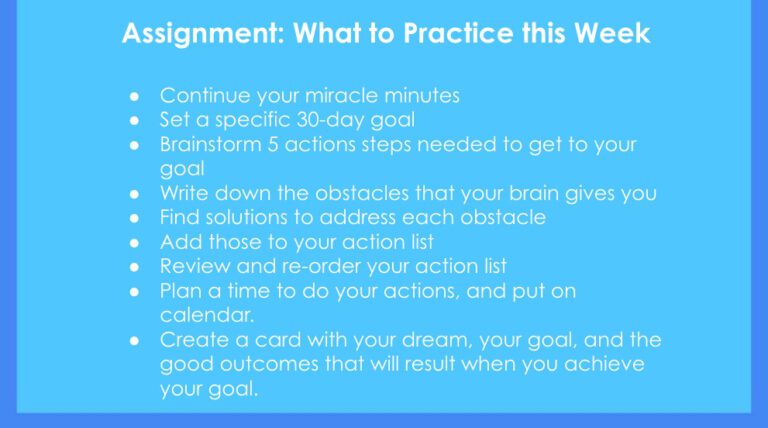 Assignment: What to Practice this Week
● Continue your miracle minutes
● Set a specific 30-day goal
● Brainstorm 5 actions steps needed to get to your
goal
● Write down the obstacles that your brain gives you
● Find solutions to address each obstacle
● Add those to your action list
● Review and re-order your action list
● Plan a time to do your actions, and put on
calendar.
● Create a card with your dream, your goal, and the
good outcomes that will result when you achieve
your goal.